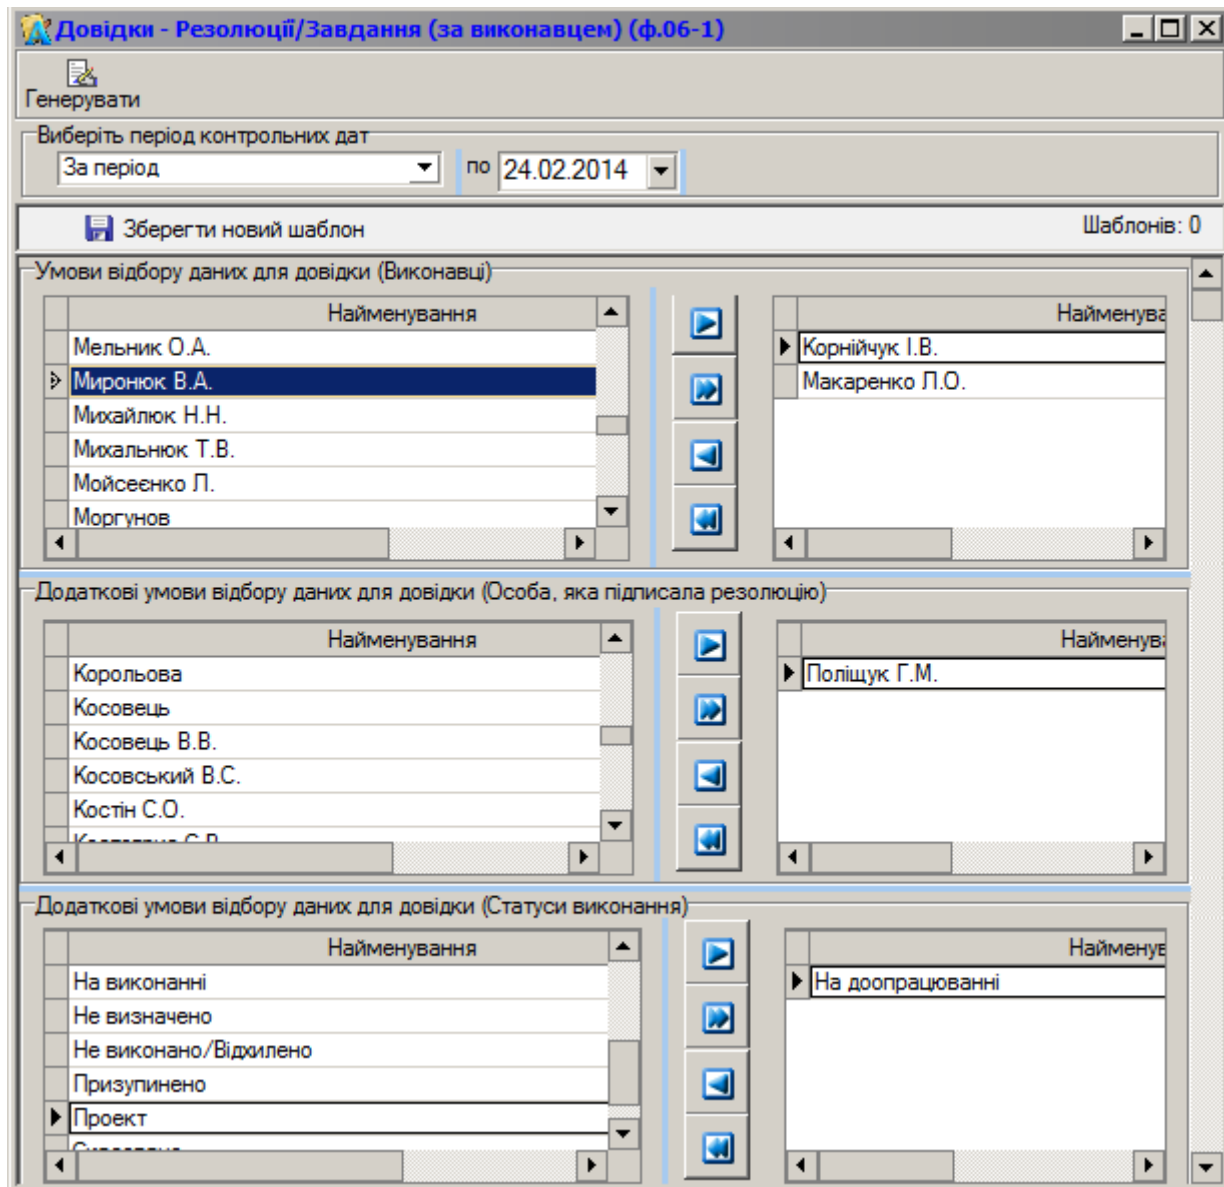 Довідки - Резолюції/Завдання (за виконавцем) (ф.06-1)
Генерувати
Виберіть період контрольних дат
За період по 24.02.2014
Зберегти новий шаблон Шаблонів: 0
Умови відбору даних для довідки (Виконавці)
Найменування
Мельник О.А.
Миронюк В.А.
Михайлюк Н.Н.
Михальнюк Т.В.
Мойсеєнко Л.
Моргунов
Найменува
Корнійчук І.В.
Макаренко Л.О.
Додаткові умови відбору даних для довідки (Особа, яка підписала резолюцію)
Найменування
Корольова
Косовець
Косовець В.В.
Косовський В.С.
Костін С.О.
Найменува
Поліщук Г.М.
Додаткові умови відбору даних для довідки (Статуси виконання)
Найменування
На виконанні
Не визначено
Не виконано/Відхилено
Призупинено
Проект
Найменув
На доопрацюванні